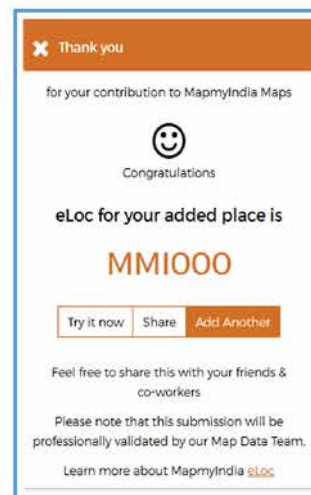 Thank you
for your contribution to MapmyIndia Maps
Congratulations
eLoc for your added place is
MMI000
Try it now Share Add Another
Feel free to share this with your friends &
co-workers
Please note that this submission will be
professionally validated by our Map Data Team.
Learn more about MapmyIndia eLoc